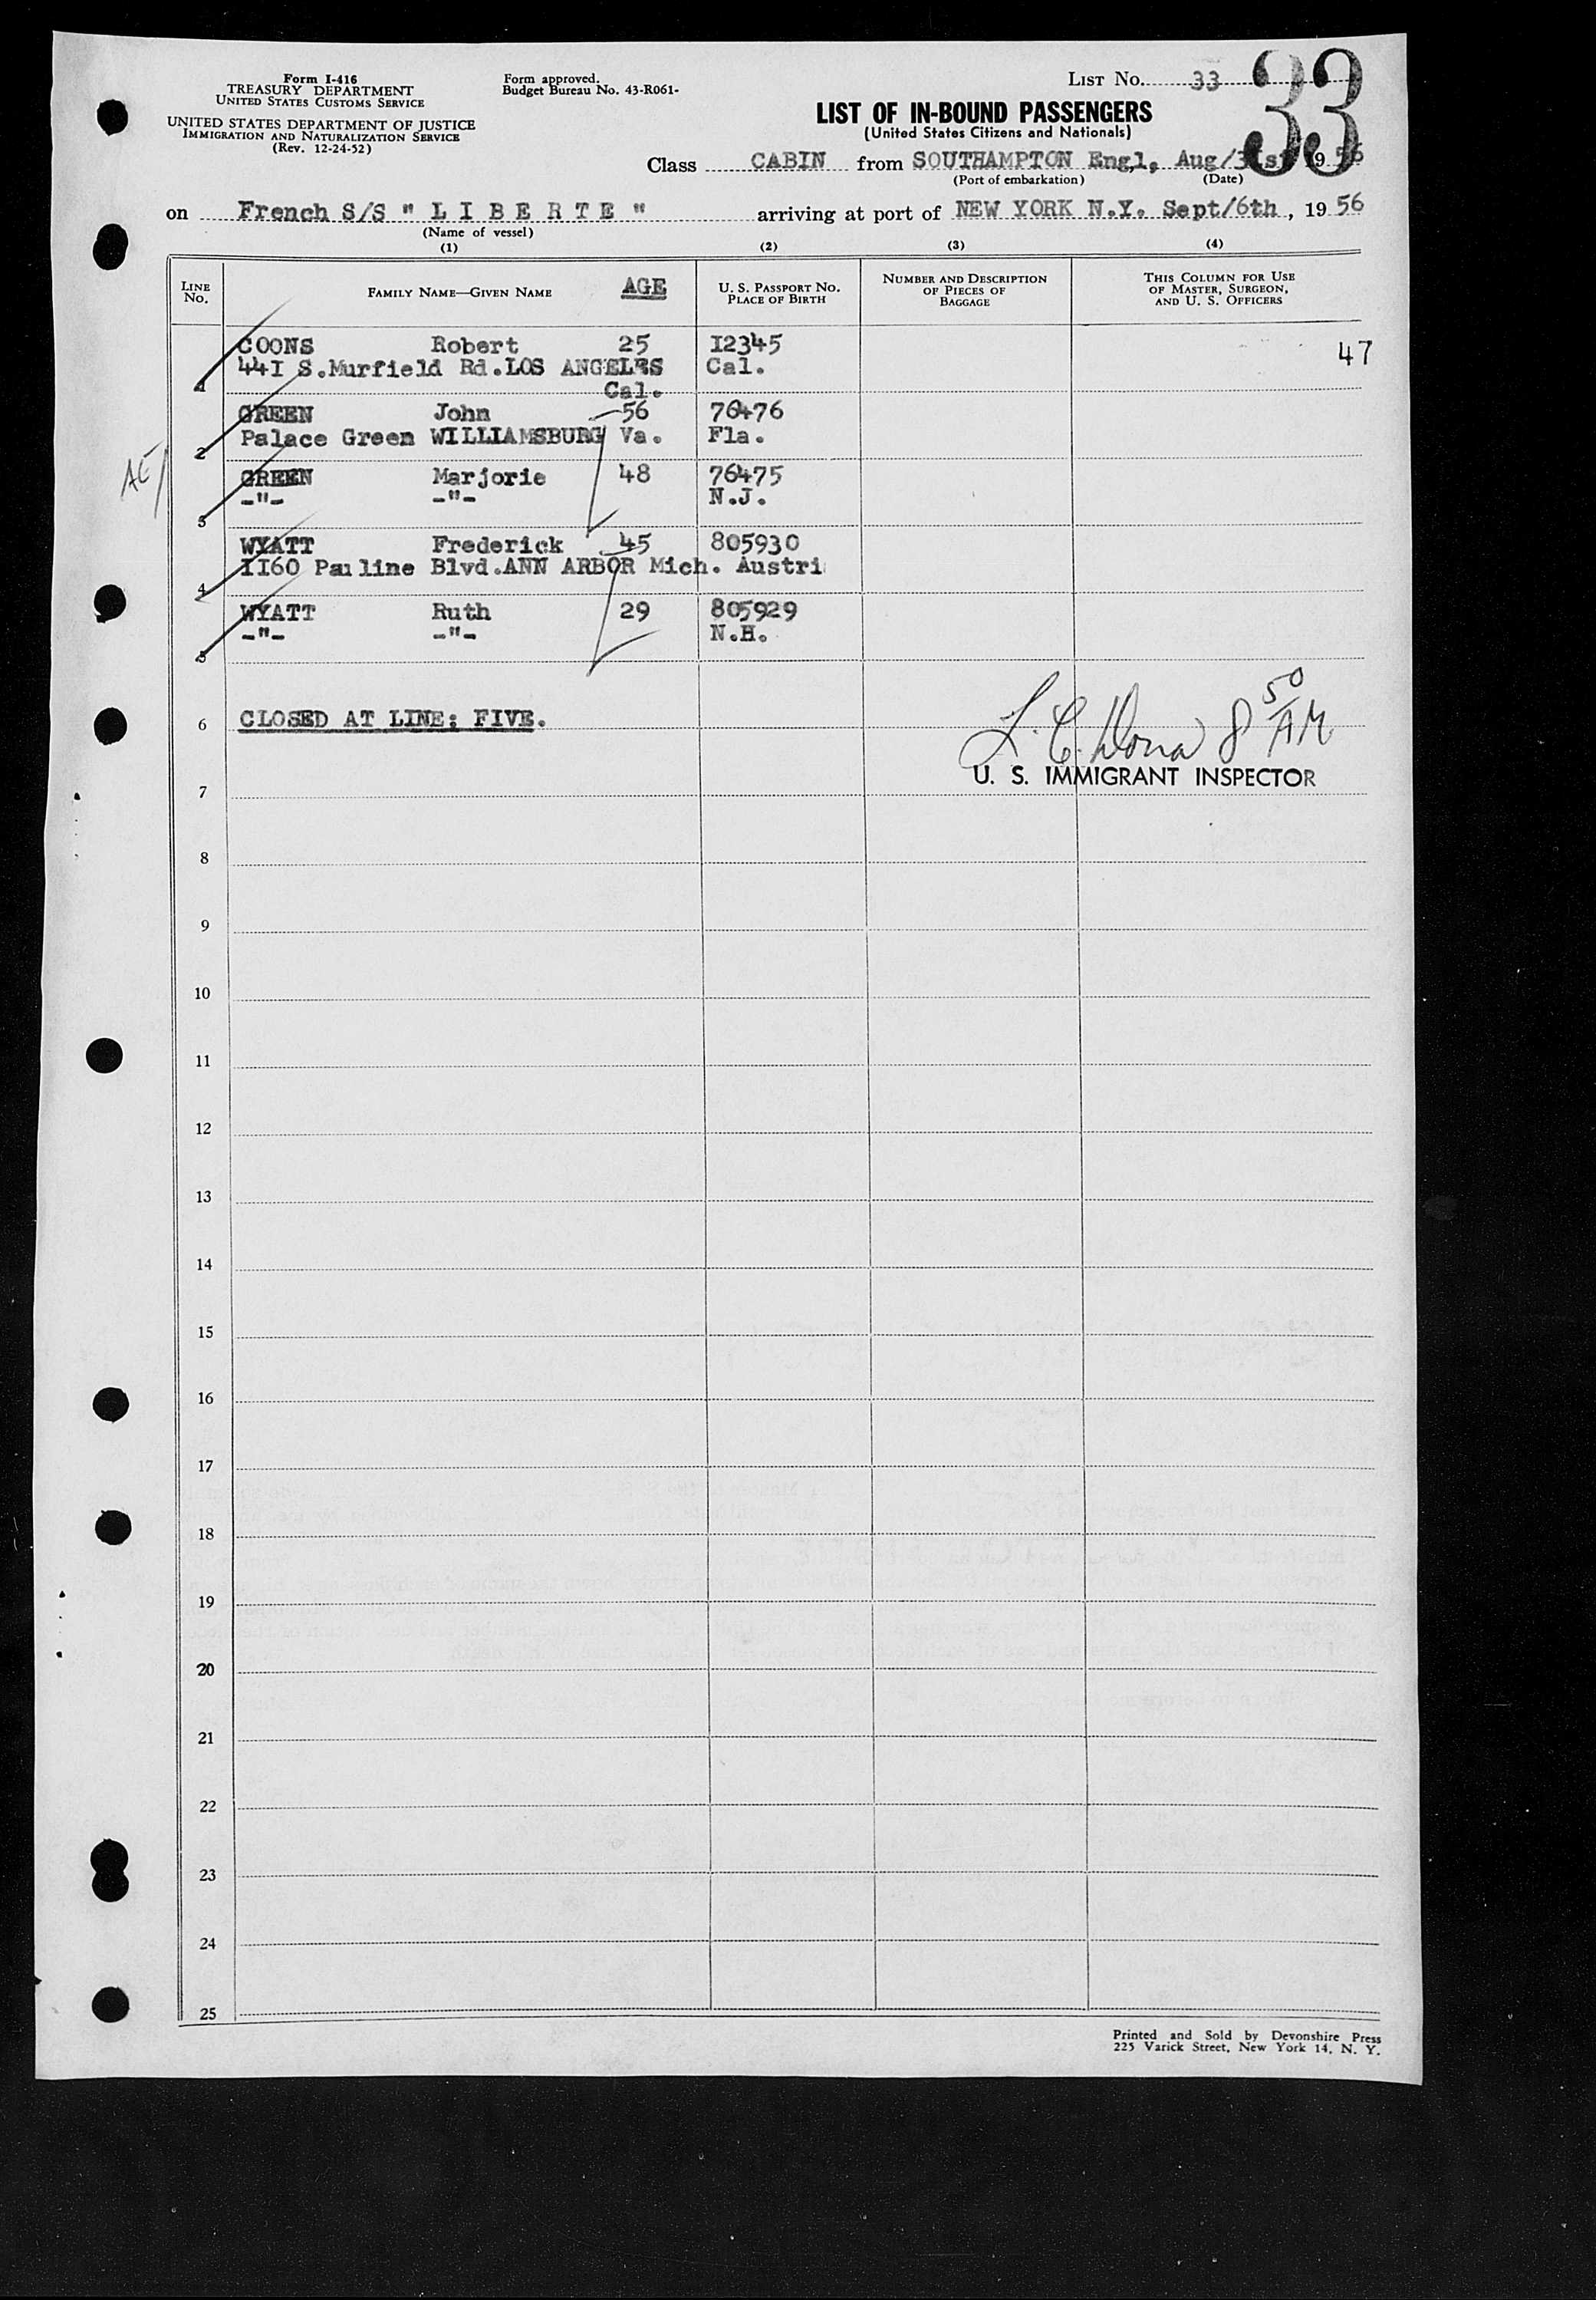 Form I-416
TREASURY DEPARTMENT
UNITED STATES CUSTOMS SERVICE
UNITED STATES DEPARTMENT OF JUSTICE
IMMIGRATION AND NATURALIZATION SERVICE
(Rev. 12-24-52)
Form approved.
Budget Bureau No. 43-R061-
LIST No. 33
33
LIST OF IN-BOUND PASSENGERS
(United States Citizens and Nationals)
Class CABIN from SOUTHAMPTON Engl, Aug/31st 1956
(Port of embarkation) (Date)
on French S/S " L I B E R T E " arriving at port of NEW YORK N.Y. Sept/6th, 1956
(Name of vessel)
(1) (2) (3) (4)
LINE No. FAMILY NAME—GIVEN NAME AGE U. S. PASSPORT No. PLACE OF BIRTH NUMBER AND DESCRIPTION OF PIECES OF BAGGAGE THIS COLUMN FOR USE OF MASTER, SURGEON, AND U. S. OFFICERS
COONS Robert 25 I2345 47
1 44I S.Murfield Rd.LOS ANGELES Cal.
Cal.
GREEN John 56 76476
2 Palace Green WILLIAMSBURG Va. Fla.
GREEN Marjorie 48 76475
3 -"- -"- N.J.
WYATT Frederick 45 805930
4 II60 Pauline Blvd.ANN ARBOR Mich. Austri
WYATT Ruth 29 805929
5 -"- -"- N.H.
6 CLOSED AT LINE: FIVE.
8 50 AM
U. S. IMMIGRANT INSPECTOR
7
8
9
10
11
12
13
14
15
16
17
18
19
20
21
22
23
24
25
Printed and Sold by Devonshire Press
225 Varick Street, New York 14, N. Y.